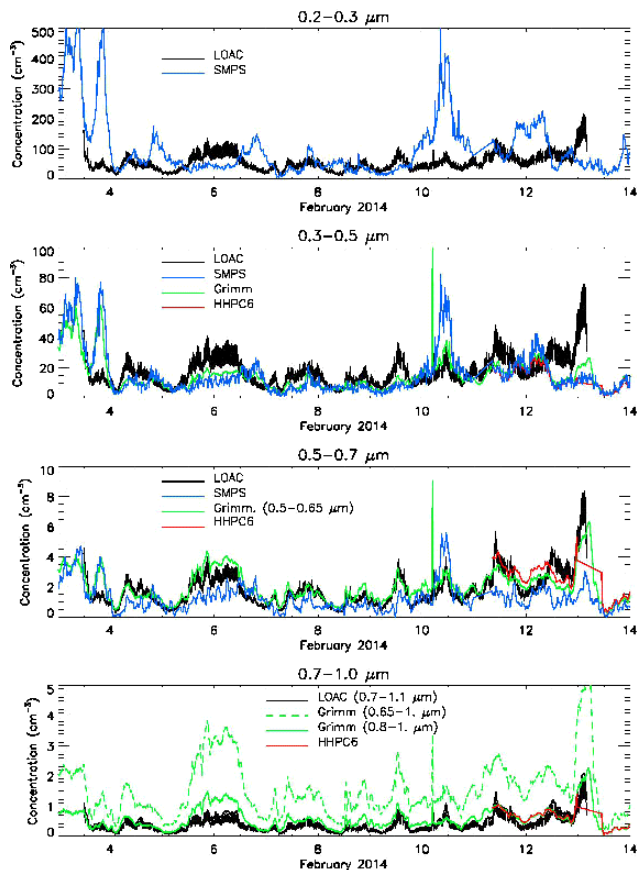 0.2−0.3 μm
Concentration (cm−3)
500
400
300
200
100
0
LOAC
SMPS
4 6 8 10 12 14
February 2014
0.3−0.5 μm
Concentration (cm−3)
100
80
60
40
20
0
LOAC
SMPS
Grimm
HHPC6
4 6 8 10 12 14
February 2014
0.5−0.7 μm
Concentration (cm−3)
10
8
6
4
2
0
LOAC
SMPS
Grimm. (0.5−0.65 μm)
HHPC6
4 6 8 10 12 14
February 2014
0.7−1.0 μm
Concentration (cm−3)
5
4
3
2
1
0
LOAC (0.7−1.1 μm)
Grimm (0.65−1. μm)
Grimm (0.8−1. μm)
HHPC6
4 6 8 10 12 14
February 2014